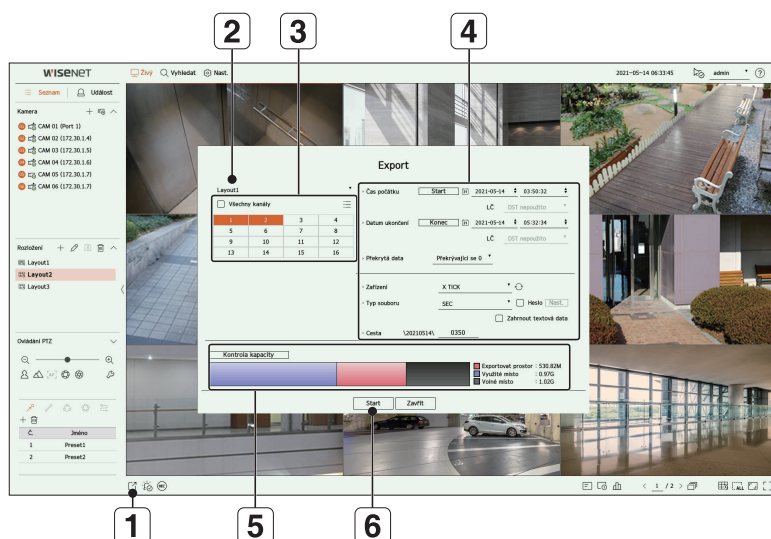 2
3
4
WISENET
Živý
Vyhledat
Nast.
2021-05-14 06:33:45
admin
?
Seznam
Událost
Kamera
CAM 01 (Port 1)
CAM 02 (172.30.1.4)
CAM 03 (172.30.1.5)
CAM 04 (172.30.1.6)
CAM 05 (172.30.1.7)
CAM 06 (172.30.1.7)
Rozložení
Layout1
Layout2
Layout3
Ovládání PTZ
Č. Jméno
1 Preset1
2 Preset2
Export
Layout1
Všechny kanály
1 2 3 4
5 6 7 8
9 10 11 12
13 14 15 16
Čas počátku Start 2021-05-14 03:50:32
LČ DST nepoužito
Datum ukončení Konec 2021-05-14 05:32:34
LČ DST nepoužito
Překrytá data Překrývající se 0
Zařízení X TICK
Typ souboru SEC Heslo Nast.
Zahrnout textová data
Cesta \20210514\ 0350
Kontrola kapacity
Exportovat prostor : 530.82M
Využité místo : 0.97G
Volné místo : 1.02G
Start Zavřít
REC
1 / 2
ALL
1
5
6